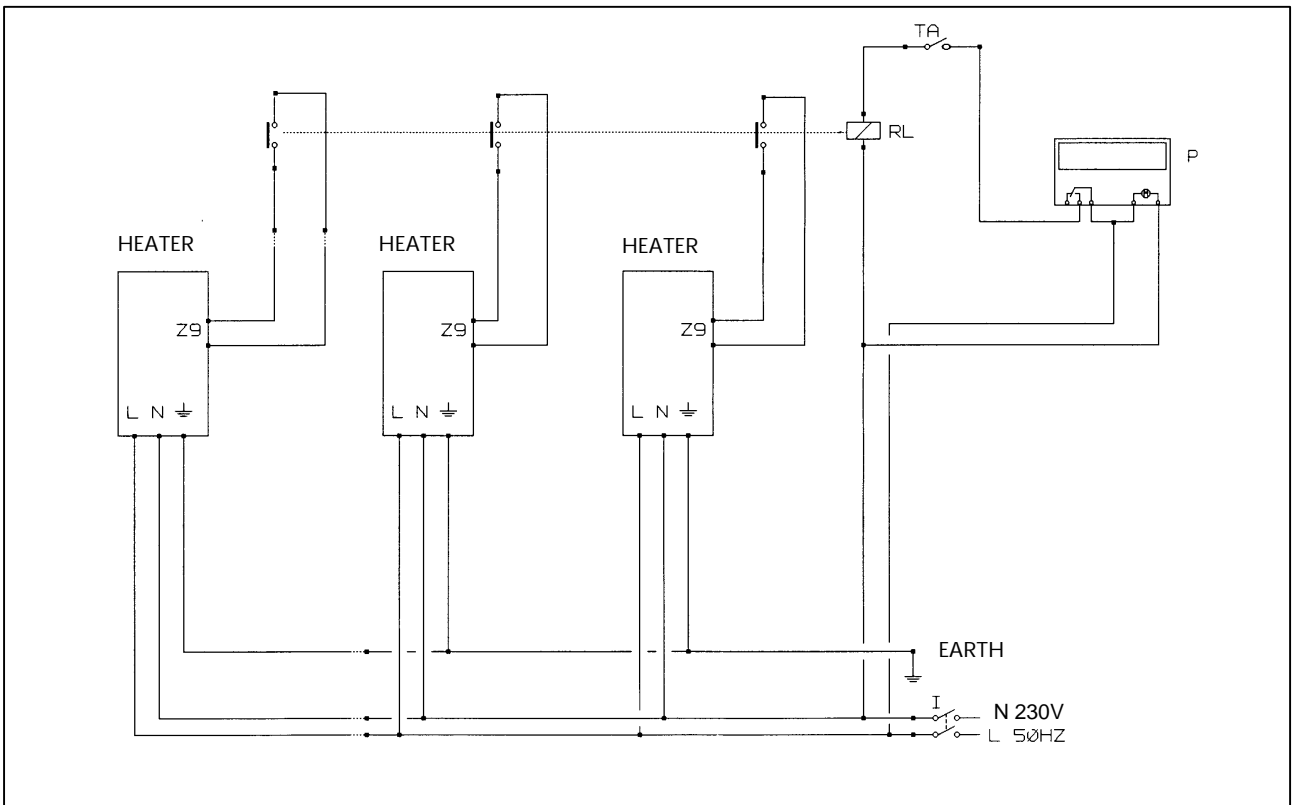 TA
RL
P
HEATER HEATER HEATER
Z9 Z9 Z9
L N L N L N
EARTH
I
N 230V
L 50HZ